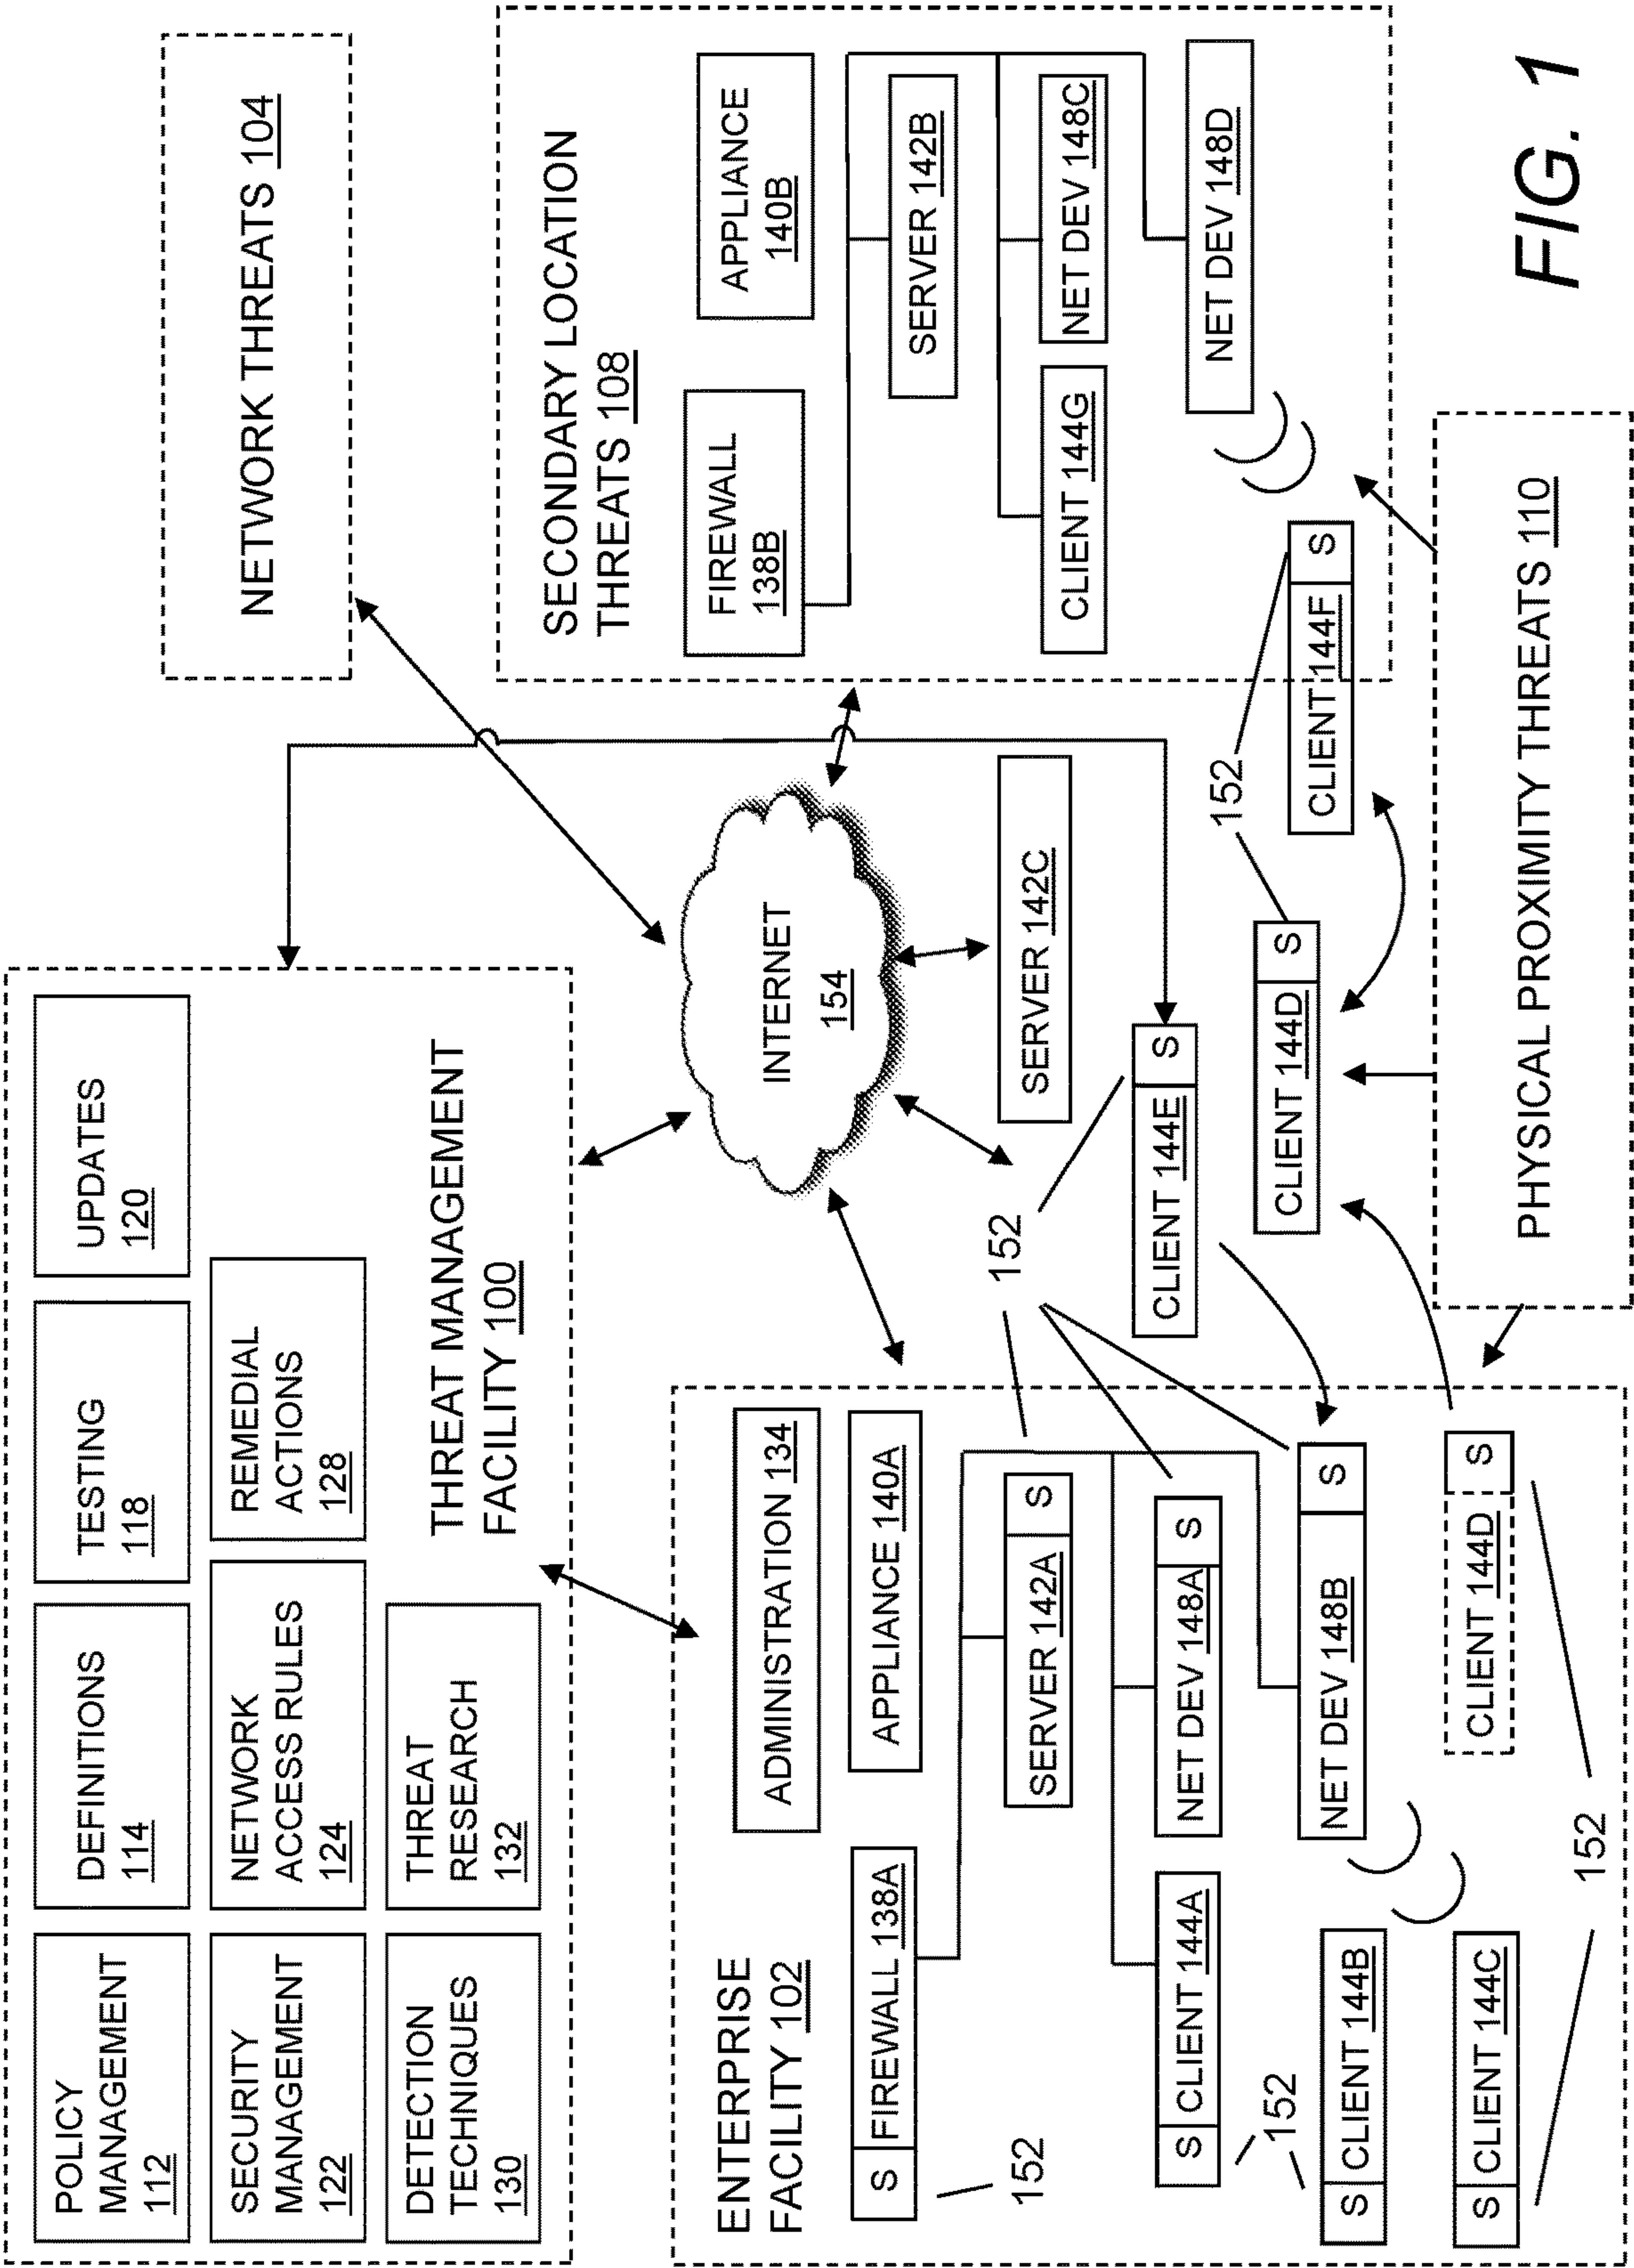 POLICY
MANAGEMENT
112
DEFINITIONS
114
TESTING
118
UPDATES
120
SECURITY
MANAGEMENT
122
NETWORK
ACCESS RULES
124
REMEDIAL
ACTIONS
128
DETECTION
TECHNIQUES
130
THREAT
RESEARCH
132
THREAT MANAGEMENT
FACILITY 100
NETWORK THREATS 104
INTERNET
154
SERVER 142C
SECONDARY LOCATION
THREATS 108
FIREWALL
138B
APPLIANCE
140B
SERVER 142B
CLIENT 144G
NET DEV 148C
NET DEV 148D
ENTERPRISE
FACILITY 102
ADMINISTRATION 134
APPLIANCE 140A
S FIREWALL 138A
152
SERVER 142A S
152
S CLIENT 144A
NET DEV 148A S
152
S CLIENT 144B
NET DEV 148B S
S CLIENT 144C
CLIENT 144D S
152
CLIENT 144E S
CLIENT 144D S
152
CLIENT 144F S
PHYSICAL PROXIMITY THREATS 110
FIG. 1